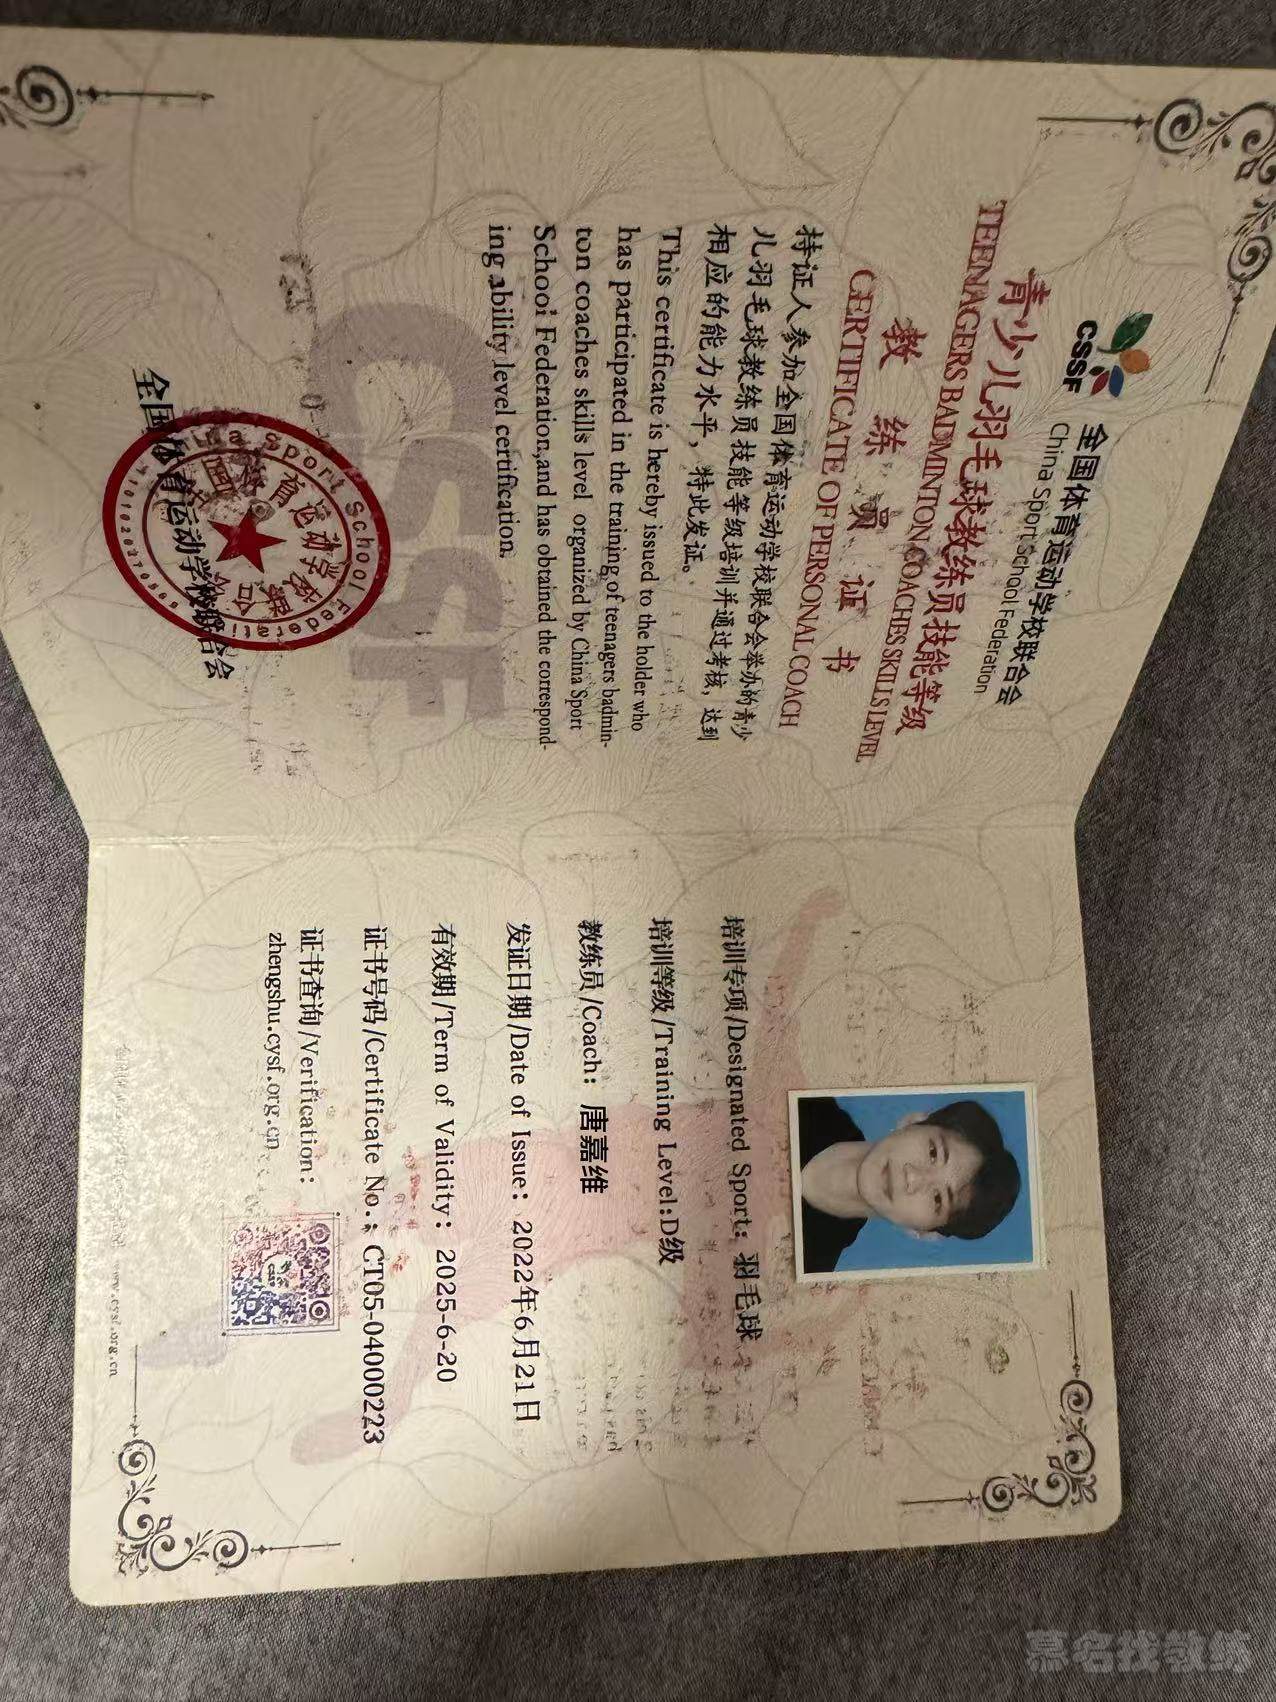 CSSF
全国体育运动学校联合会
China Sport School Federation
青少儿羽毛球教练员技能等级
TEENAGERS BADMINTON COACHES SKILLS LEVEL
教练员证书
CERTIFICATE OF PERSONAL COACH
持证人参加全国体育运动学校联合会举办的青少
儿羽毛球教练员技能等级培训并通过考核，达到
相应的能力水平，特此发证。
This certificate is hereby issued to the holder who
has participated in the training of teenagers badmin-
ton coaches skills level organized by China Sport
School Federation,and has obtained the correspond-
ing ability level certification.
CSSF
全国体育运动学校联合会
培训专项/Designated Sport：羽毛球
培训等级/Training Level:D级
教练员/Coach：唐嘉维
发证日期/Date of Issue：2022年6月21日
有效期/Term of Validity：2025-6-20
证书号码/Certificate No.：CT05-04000223
证书查询/Verification：
zhengshu.cysf.org.cn
www.cysf.org.cn
慕名找教练